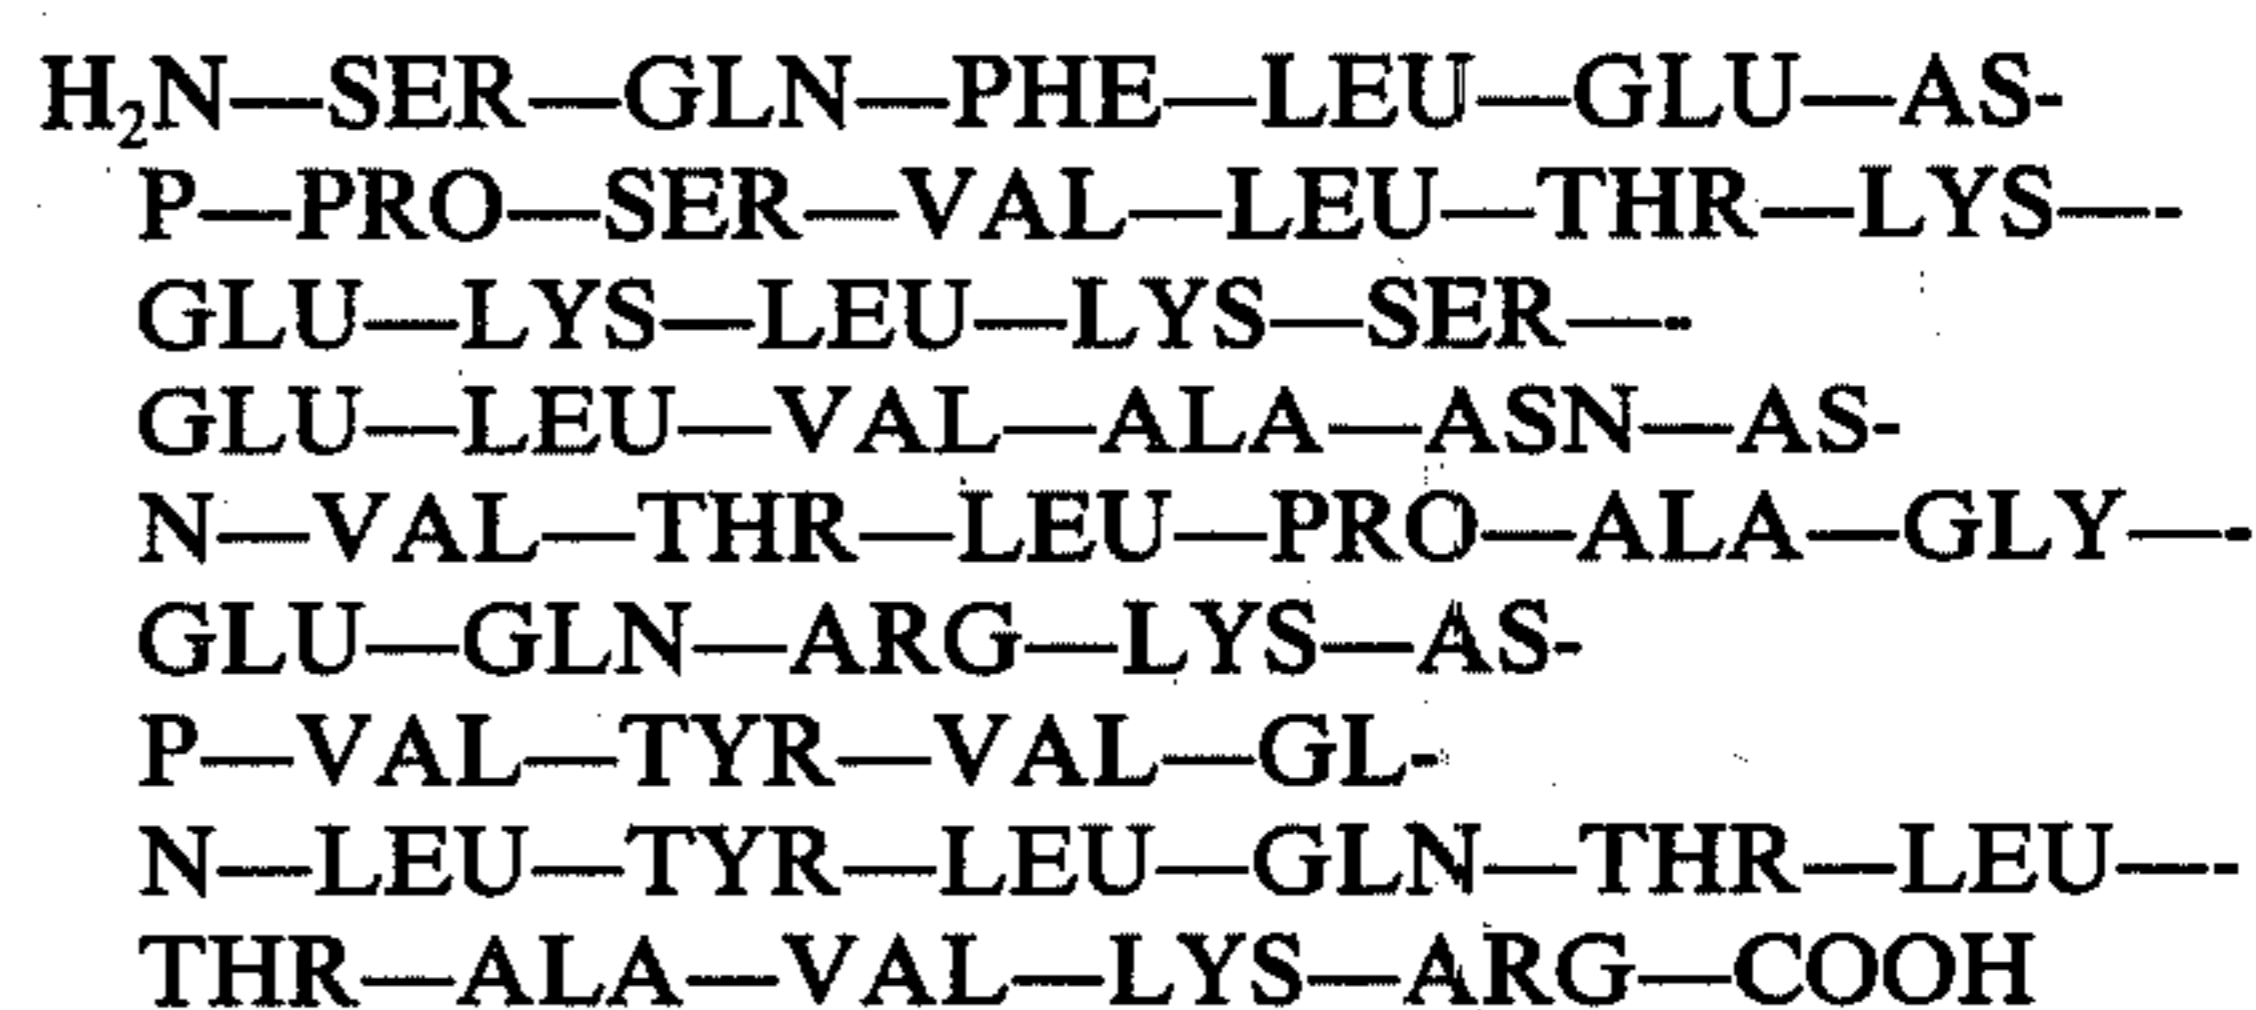 H₂N—SER—GLN—PHE—LEU—GLU—AS-
P—PRO—SER—VAL—LEU—THR—LYS—-
GLU—LYS—LEU—LYS—SER—-
GLU—LEU—VAL—ALA—ASN—AS-
N—VAL—THR—LEU—PRO—ALA—GLY—-
GLU—GLN—ARG—LYS—AS-
P—VAL—TYR—VAL—GL-
N—LEU—TYR—LEU—GLN—THR—LEU—-
THR—ALA—VAL—LYS—ARG—COOH